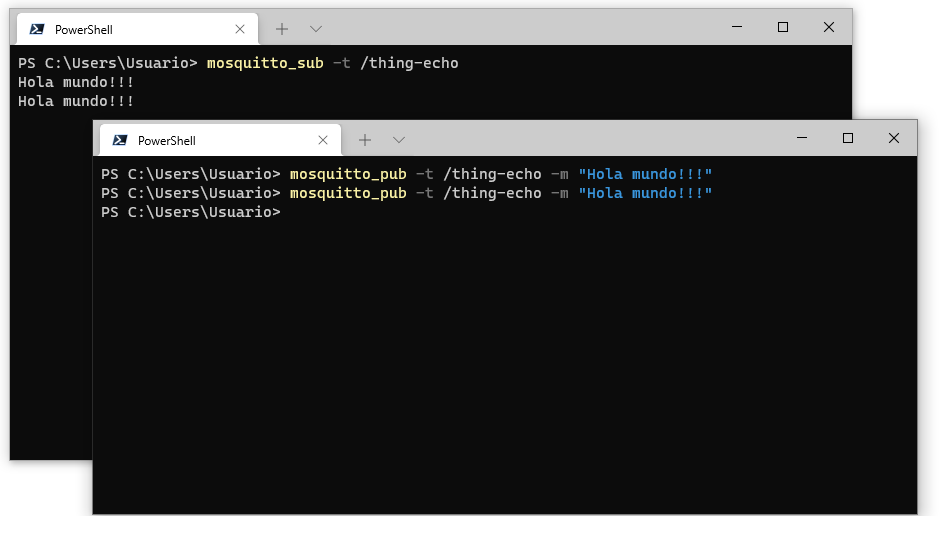 PowerShell
PS C:\Users\Usuario> mosquitto_sub -t /thing-echo
Hola mundo!!!
Hola mundo!!!
PowerShell
PS C:\Users\Usuario> mosquitto_pub -t /thing-echo -m "Hola mundo!!!"
PS C:\Users\Usuario> mosquitto_pub -t /thing-echo -m "Hola mundo!!!"
PS C:\Users\Usuario>